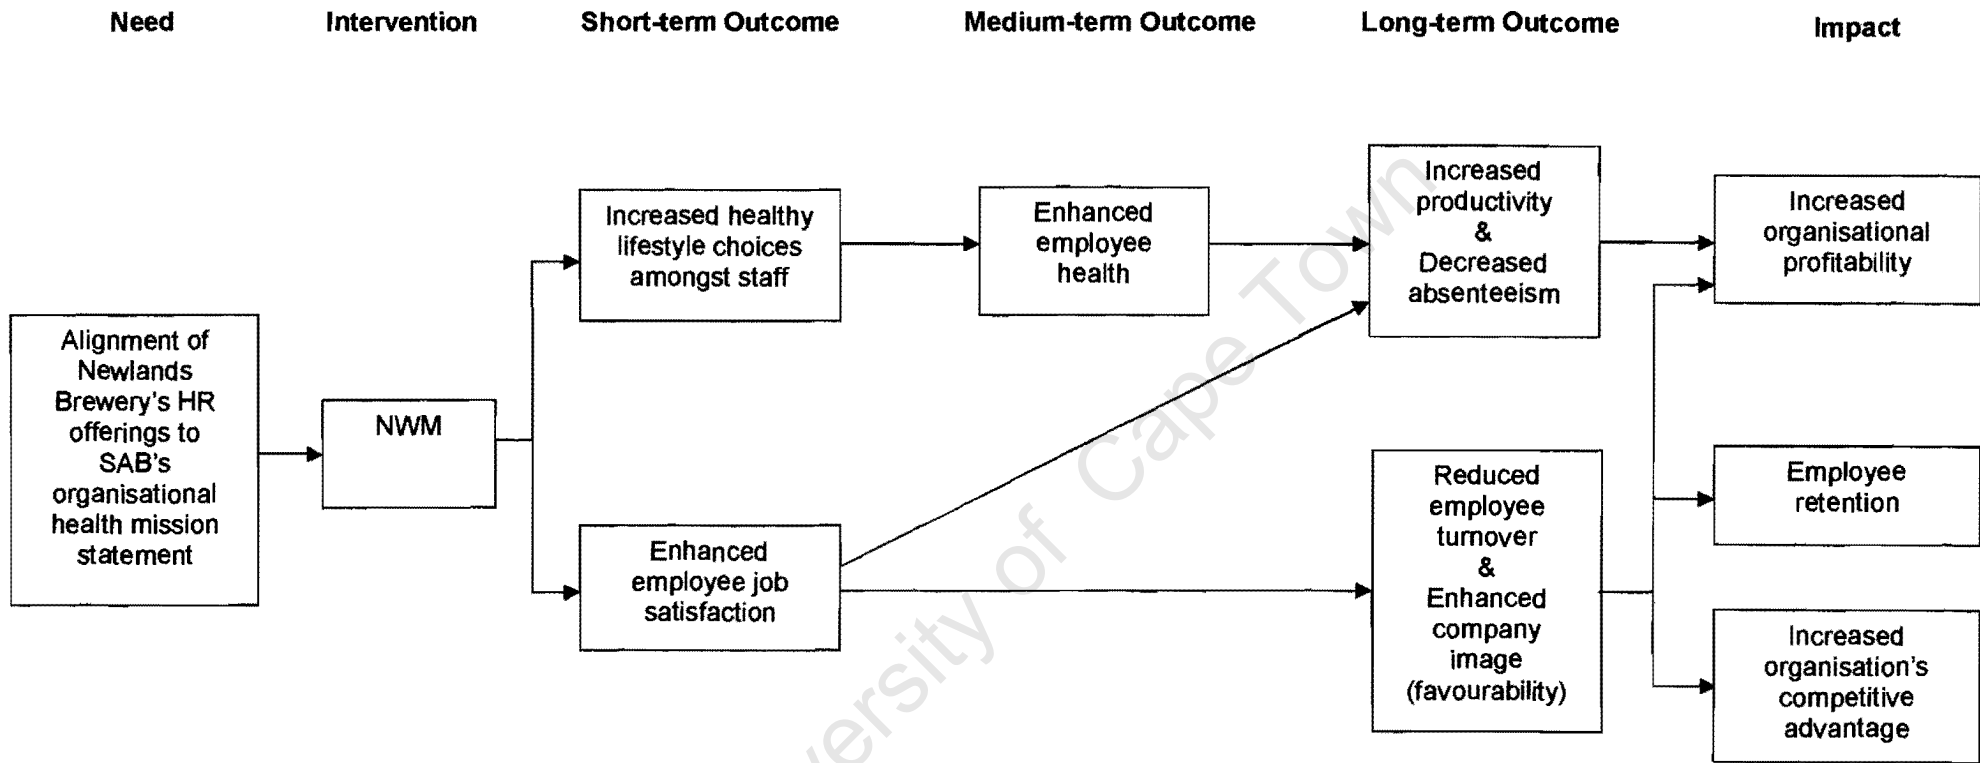 Need
Intervention
Short-term Outcome
Medium-term Outcome
Long-term Outcome
Impact
Alignment of
Newlands
Brewery's HR
offerings to
SAB's
organisational
health mission
statement
NWM
Increased healthy
lifestyle choices
amongst staff
Enhanced
employee job
satisfaction
Enhanced
employee
health
Increased
productivity
&
Decreased
absenteeism
Reduced
employee
turnover
&
Enhanced
company
image
(favourability)
Increased
organisational
profitability
Employee
retention
Increased
organisation's
competitive
advantage
versity of Cape Town